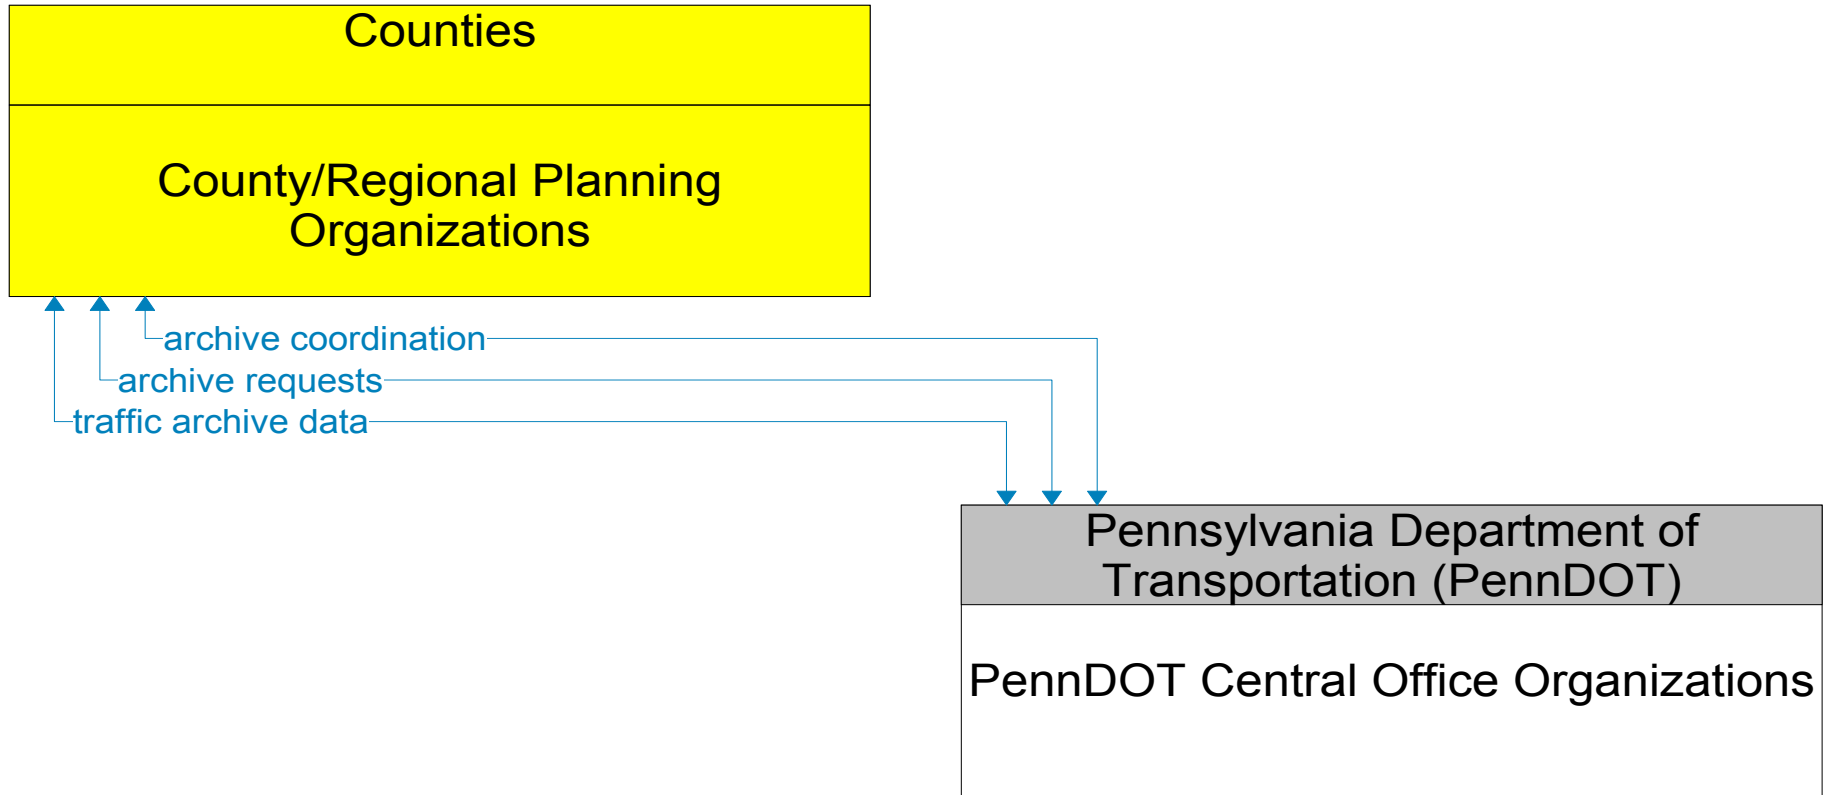 Counties
County/Regional Planning
Organizations
archive coordination
archive requests
traffic archive data
Pennsylvania Department of
Transportation (PennDOT)
PennDOT Central Office Organizations